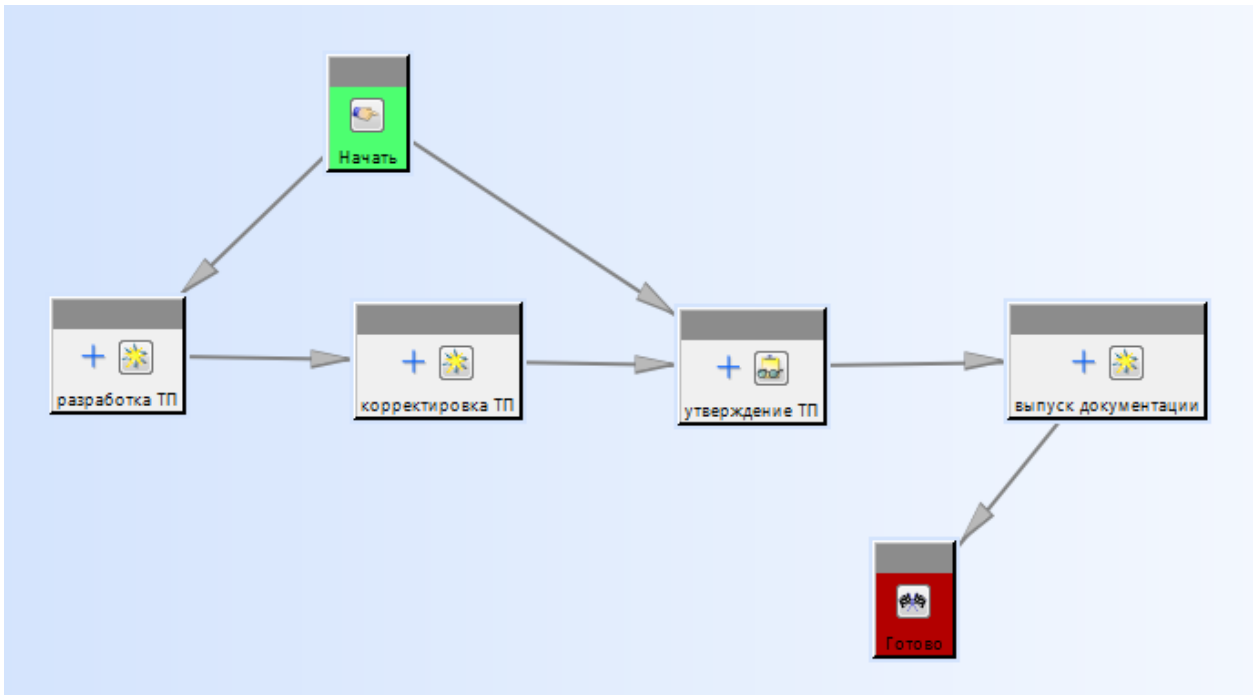 Начать
разработка ТП
корректировка ТП
утверждение ТП
выпуск документации
Готово